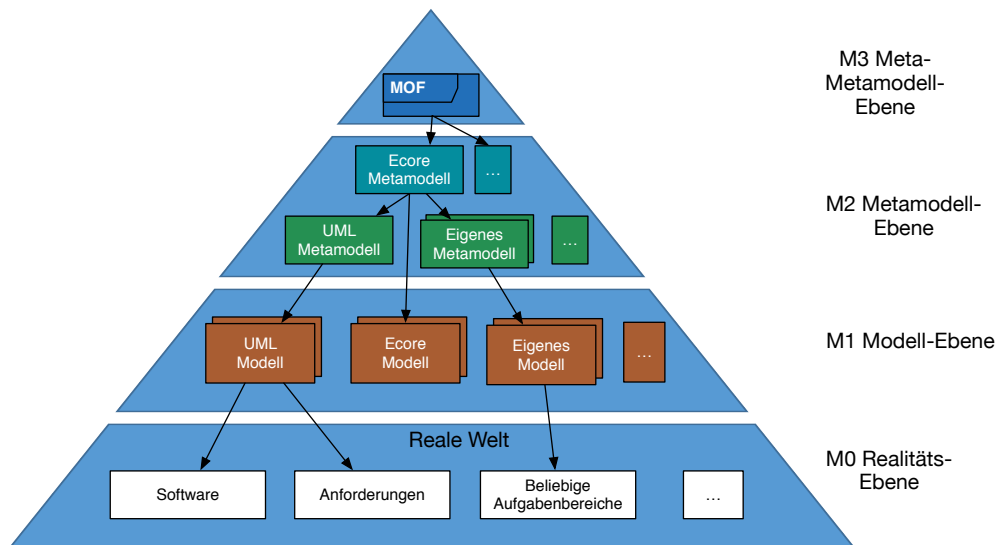 MOF
M3 Meta-
Metamodell-
Ebene
Ecore
Metamodell
...
UML
Metamodell
Eigenes
Metamodell
...
M2 Metamodell-
Ebene
UML
Modell
Ecore
Modell
Eigenes
Modell
...
M1 Modell-Ebene
Reale Welt
Software
Anforderungen
Beliebige
Aufgabenbereiche
...
M0 Realitäts-
Ebene